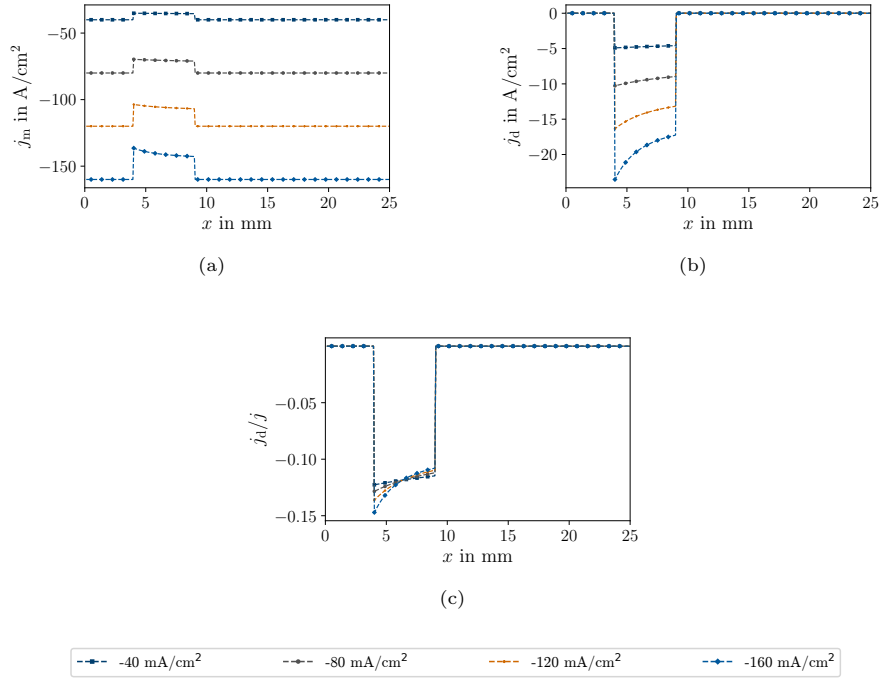 −50
−100
−150
0
5
10
15
20
25
j_m in A/cm²
x in mm
(a)
0
−5
−10
−15
−20
0
5
10
15
20
25
j_d in A/cm²
x in mm
(b)
−0.05
−0.10
−0.15
0
5
10
15
20
25
j_d/j
x in mm
(c)
-40 mA/cm²
-80 mA/cm²
-120 mA/cm²
-160 mA/cm²